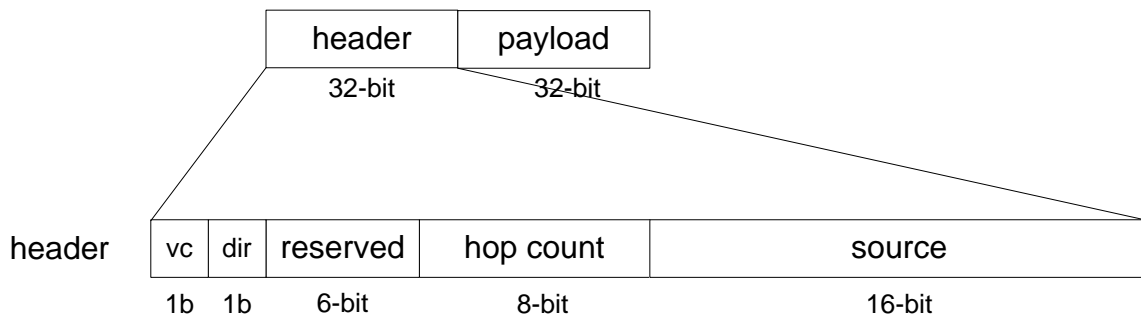 header payload
32-bit 32-bit
header vc dir reserved hop count source
1b 1b 6-bit 8-bit 16-bit